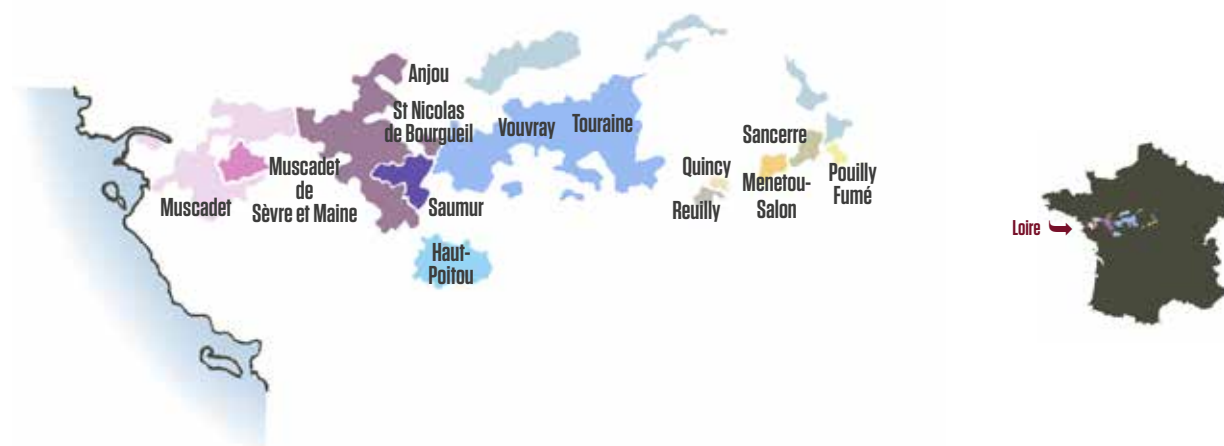 Anjou
St Nicolas
de Bourgueil
Vouvray
Touraine
Sancerre
Quincy
Menetou-
Salon
Pouilly
Fumé
Reuilly
Muscadet
de
Sèvre et Maine
Muscadet
Saumur
Haut-
Poitou
Loire